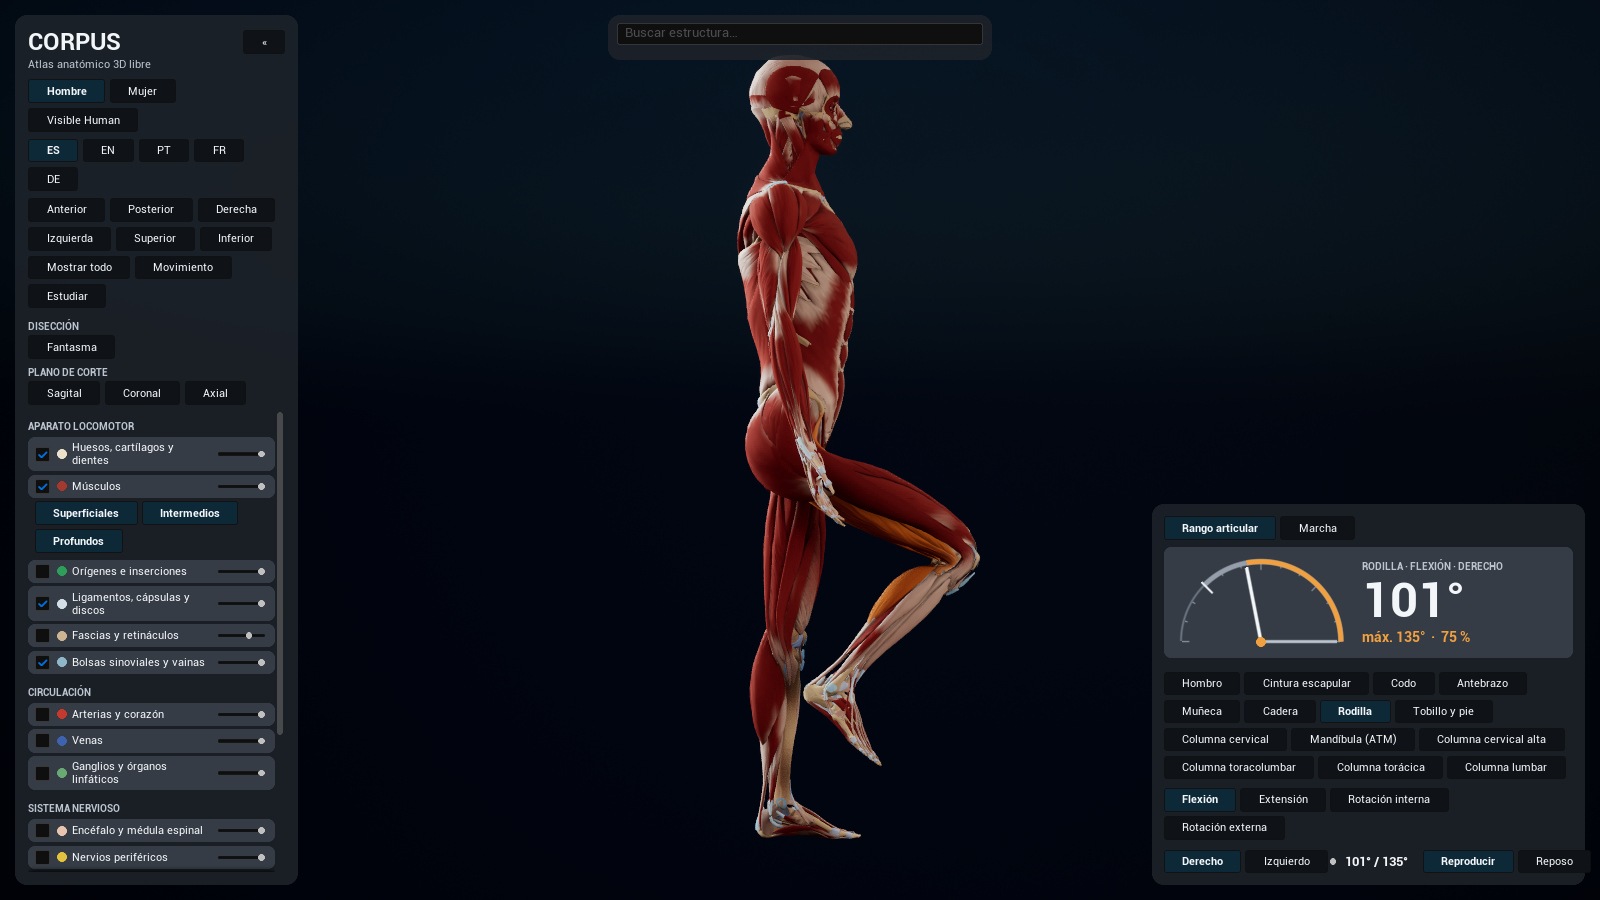 CORPUS
«
Atlas anatómico 3D libre
Hombre Mujer
Visible Human
ES EN PT FR
DE
Anterior Posterior Derecha
Izquierda Superior Inferior
Mostrar todo Movimiento
Estudiar
DISECCIÓN
Fantasma
PLANO DE CORTE
Sagital Coronal Axial
APARATO LOCOMOTOR
Huesos, cartílagos y
dientes
Músculos
Superficiales Intermedios
Profundos
Orígenes e inserciones
Ligamentos, cápsulas y
discos
Fascias y retináculos
Bolsas sinoviales y vainas
CIRCULACIÓN
Arterias y corazón
Venas
Ganglios y órganos
linfáticos
SISTEMA NERVIOSO
Encéfalo y médula espinal
Nervios periféricos
Buscar estructura...
Rango articular Marcha
RODILLA · FLEXIÓN · DERECHO
101°
máx. 135° · 75 %
Hombro Cintura escapular Codo Antebrazo
Muñeca Cadera Rodilla Tobillo y pie
Columna cervical Mandíbula (ATM) Columna cervical alta
Columna toracolumbar Columna torácica Columna lumbar
Flexión Extensión Rotación interna
Rotación externa
Derecho Izquierdo 101° / 135° Reproducir Reposo